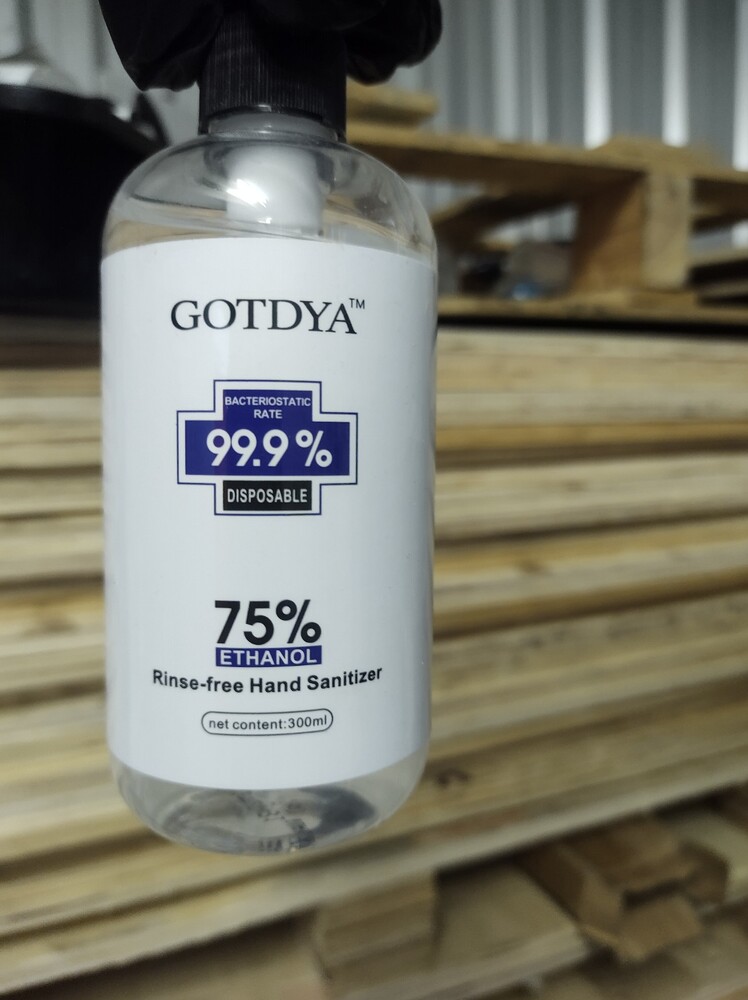 GOTDYA™
BACTERIOSTATIC
RATE
99.9%
DISPOSABLE
75%
ETHANOL
Rinse-free Hand Sanitizer
net content:300ml